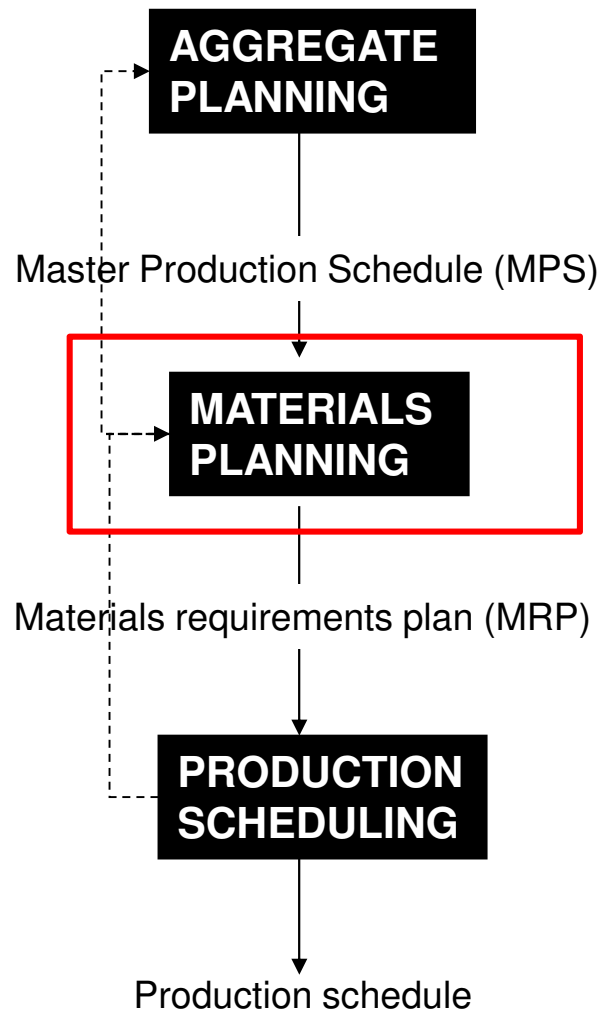 AGGREGATE
PLANNING
Master Production Schedule (MPS)
MATERIALS
PLANNING
Materials requirements plan (MRP)
PRODUCTION
SCHEDULING
Production schedule